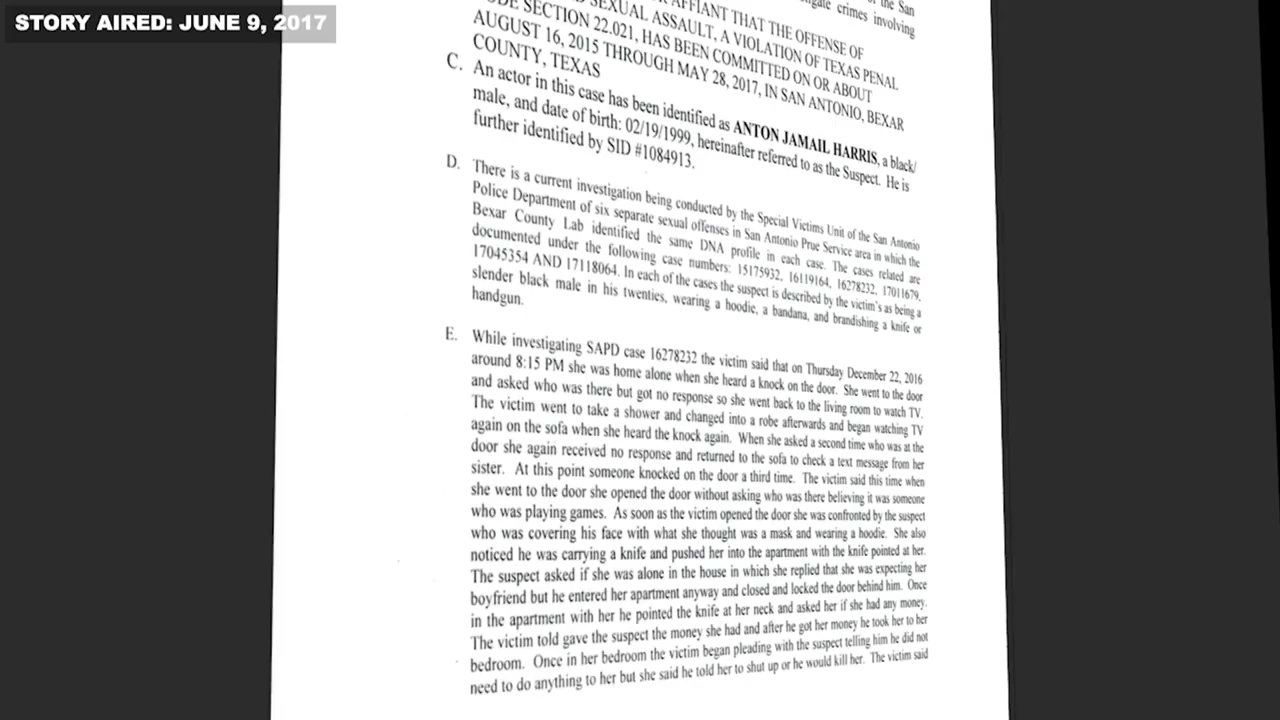 STORY AIRED: JUNE 9, 2017
of the San
crimes involving
AFFIANT THAT THE OFFENSE OF
SEXUAL ASSAULT, A VIOLATION OF TEXAS PENAL
SECTION 22.021, HAS BEEN COMMITTED ON OR ABOUT
AUGUST 16, 2015 THROUGH MAY 28, 2017, IN SAN ANTONIO, BEXAR
COUNTY, TEXAS
C. An actor in this case has been identified as ANTON JAMAIL HARRIS, a black/
male, and date of birth: 02/19/1999, hereinafter referred to as the Suspect. He is
further identified by SID #1084913.
D. There is a current investigation being conducted by the Special Victims Unit of the San Antonio
Police Department of six separate sexual offenses in San Antonio Prue Service area in which the
Bexar County Lab identified the same DNA profile in each case. The cases related are
documented under the following case numbers: 15175932, 16119164, 16278232, 17011679,
17045354 AND 17118064. In each of the cases the suspect is described by the victim's as being a
slender black male in his twenties, wearing a hoodie, a bandana, and brandishing a knife or
handgun.
E. While investigating SAPD case 16278232 the victim said that on Thursday December 22, 2016
around 8:15 PM she was home alone when she heard a knock on the door. She went to the door
and asked who was there but got no response so she went back to the living room to watch TV.
The victim went to take a shower and changed into a robe afterwards and began watching TV
again on the sofa when she heard the knock again. When she asked a second time who was at the
door she again received no response and returned to the sofa to check a text message from her
sister. At this point someone knocked on the door a third time. The victim said this time when
she went to the door she opened the door without asking who was there believing it was someone
who was playing games. As soon as the victim opened the door she was confronted by the suspect
who was covering his face with what she thought was a mask and wearing a hoodie. She also
noticed he was carrying a knife and pushed her into the apartment with the knife pointed at her.
The suspect asked if she was alone in the house in which she replied that she was expecting her
boyfriend but he entered her apartment anyway and closed and locked the door behind him. Once
in the apartment with her he pointed the knife at her neck and asked her if she had any money.
The victim told gave the suspect the money she had and after he got her money he took her to her
bedroom. Once in her bedroom the victim began pleading with the suspect telling him he did not
need to do anything to her but she said he told her to shut up or he would kill her. The victim said